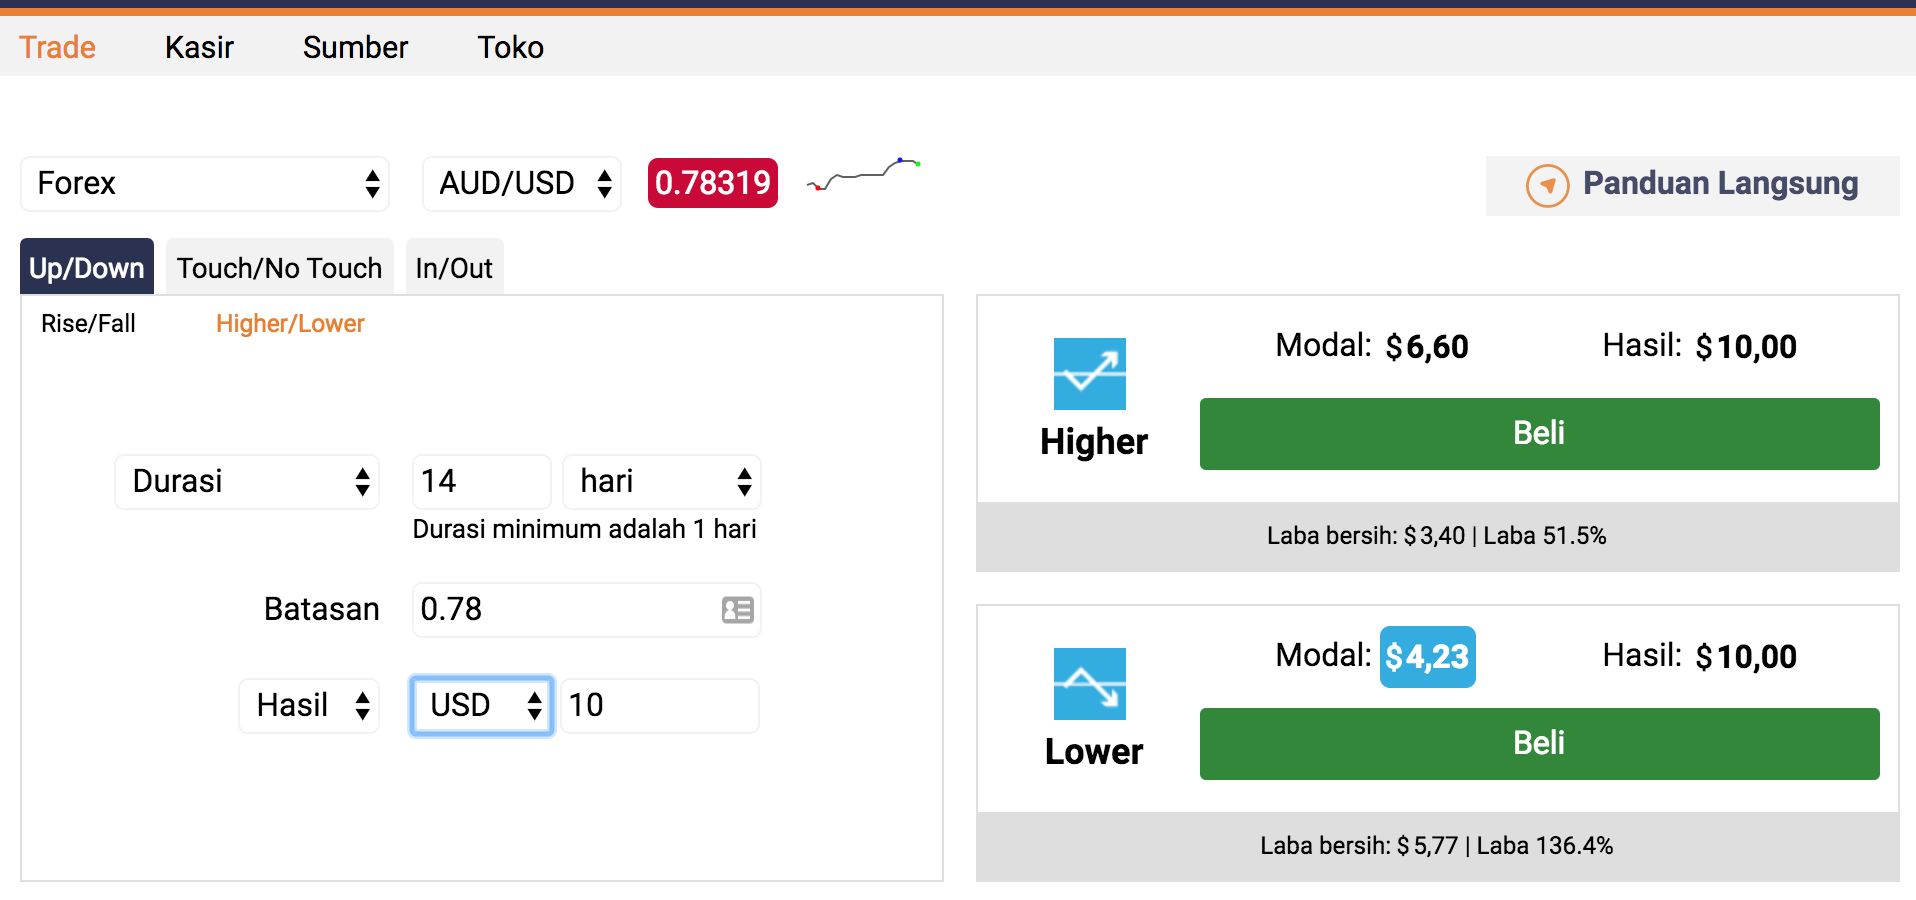 Trade Kasir Sumber Toko
Forex AUD/USD 0.78319 Panduan Langsung
Up/Down Touch/No Touch In/Out
Rise/Fall Higher/Lower
Durasi 14 hari
Durasi minimum adalah 1 hari
Batasan 0.78
Hasil USD 10
Modal: $6,60 Hasil: $10,00
Higher
Beli
Laba bersih: $3,40 | Laba 51.5%
Modal: $4,23 Hasil: $10,00
Lower
Beli
Laba bersih: $5,77 | Laba 136.4%